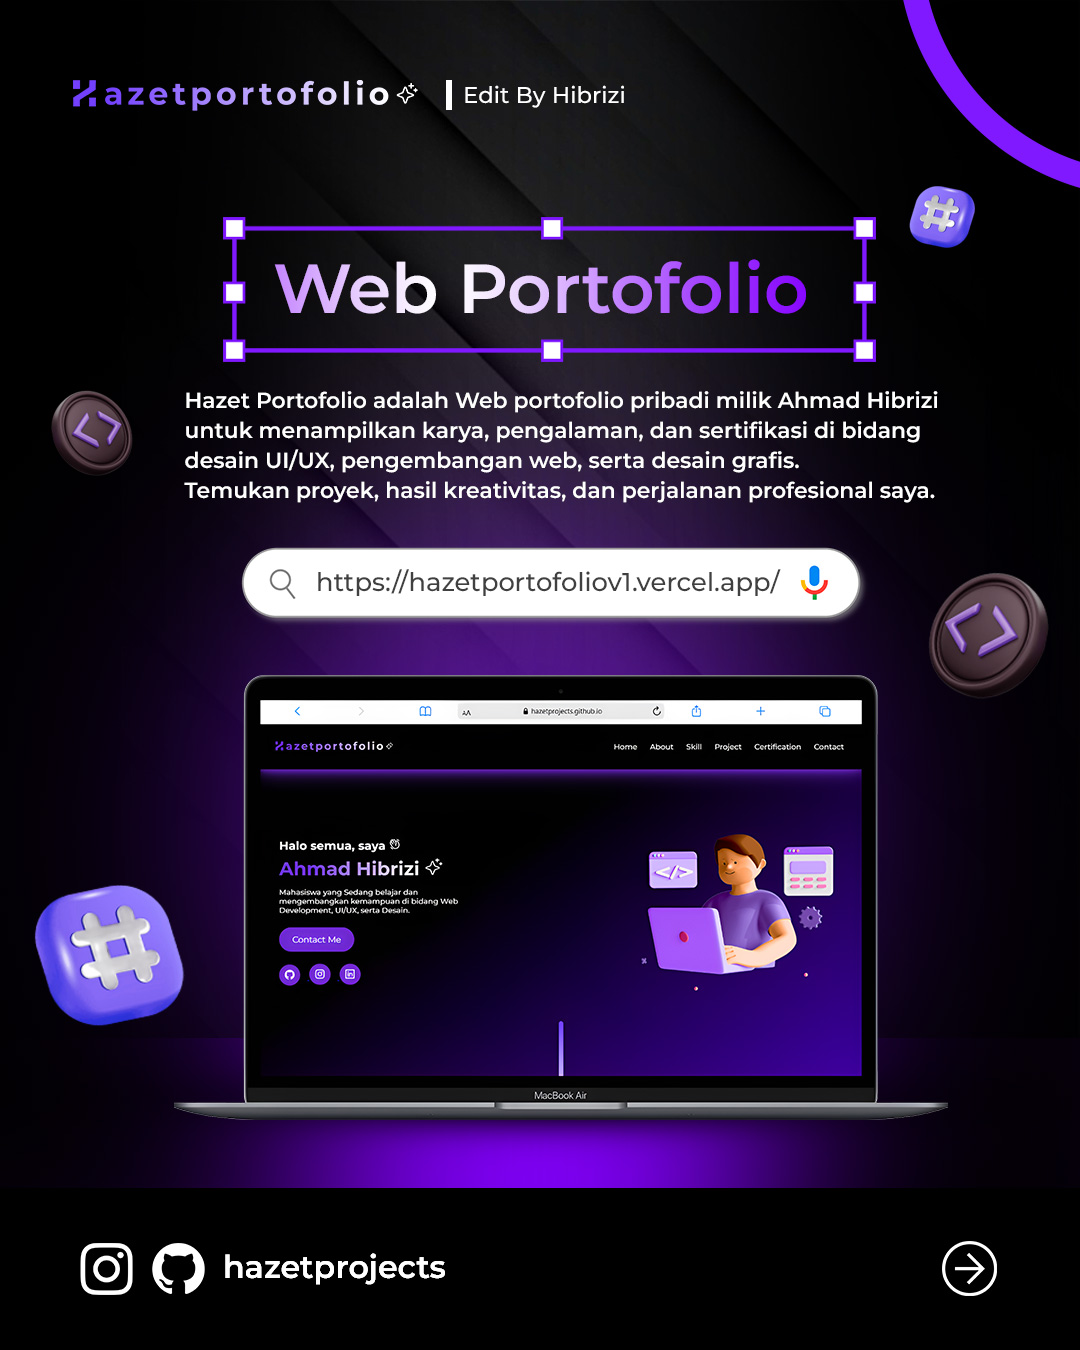 Hazetportofolio
Edit By Hibrizi
Web Portofolio
Hazet Portofolio adalah Web portofolio pribadi milik Ahmad Hibrizi
untuk menampilkan karya, pengalaman, dan sertifikasi di bidang
desain UI/UX, pengembangan web, serta desain grafis.
Temukan proyek, hasil kreativitas, dan perjalanan profesional saya.
https://hazetportofoliov1.vercel.app/
AA hazetprojects.github.io
Hazetportofolio Home About Skill Project Certification Contact
Halo semua, saya
Ahmad Hibrizi
Mahasiswa yang Sedang belajar dan
mengembangkan kemampuan di bidang Web
Development, UI/UX, serta Desain.
Contact Me
MacBook Air
hazetprojects